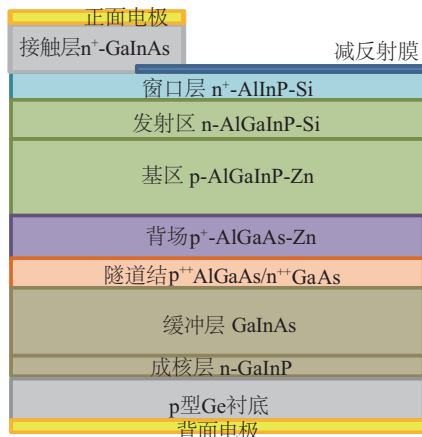 正面电极
接触层n⁺-GaInAs
减反射膜
窗口层 n⁺-AlInP-Si
发射区 n-AlGaInP-Si
基区 p-AlGaInP-Zn
背场p⁺-AlGaAs-Zn
隧道结p⁺⁺AlGaAs/n⁺⁺GaAs
缓冲层 GaInAs
成核层 n-GaInP
p型Ge衬底
背面电极